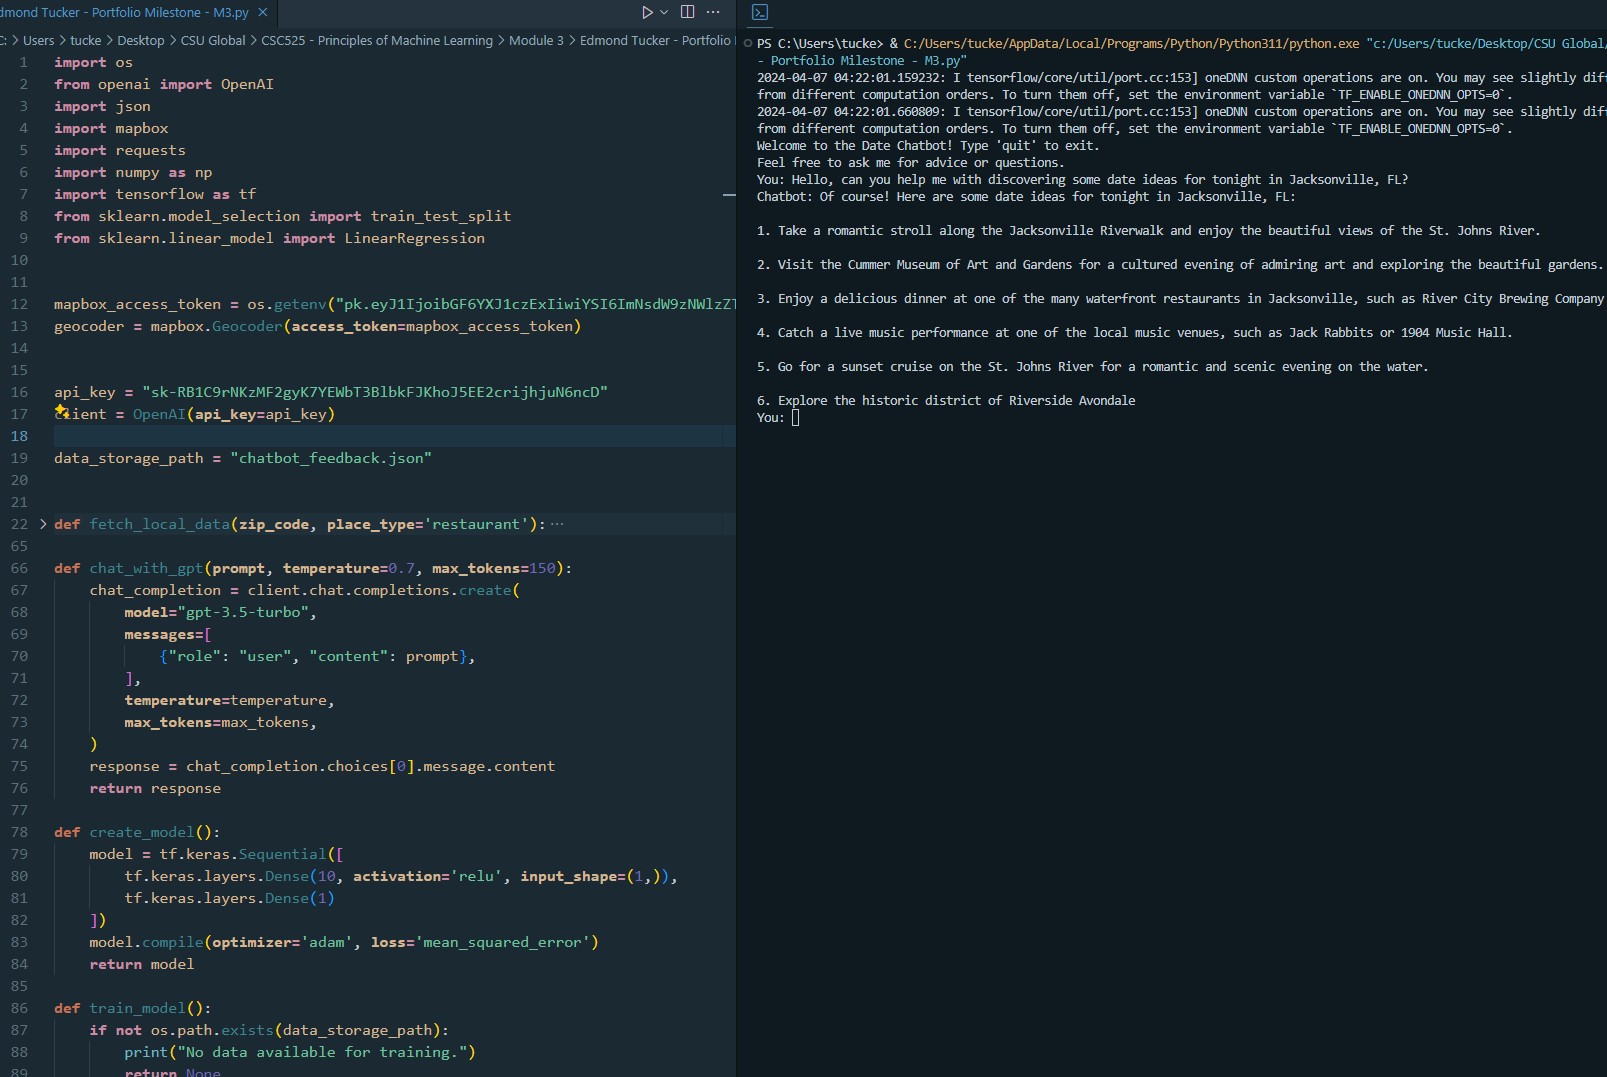 dmond Tucker - Portfolio Milestone - M3.py
C: > Users > tucke > Desktop > CSU Global > CSC525 - Principles of Machine Learning > Module 3 > Edmond Tucker - Portfolio
1 import os
2 from openai import OpenAI
3 import json
4 import mapbox
5 import requests
6 import numpy as np
7 import tensorflow as tf
8 from sklearn.model_selection import train_test_split
9 from sklearn.linear_model import LinearRegression
10
11
12 mapbox_access_token = os.getenv("pk.eyJ1IjoibGF6YXJ1czExIiwiYSI6ImNsdW9zNWlzZ
13 geocoder = mapbox.Geocoder(access_token=mapbox_access_token)
14
15
16 api_key = "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"
17 client = OpenAI(api_key=api_key)
18
19 data_storage_path = "chatbot_feedback.json"
20
21
22 def fetch_local_data(zip_code, place_type='restaurant'): ···
65
66 def chat_with_gpt(prompt, temperature=0.7, max_tokens=150):
67 chat_completion = client.chat.completions.create(
68 model="gpt-3.5-turbo",
69 messages=[
70 {"role": "user", "content": prompt},
71 ],
72 temperature=temperature,
73 max_tokens=max_tokens,
74 )
75 response = chat_completion.choices[0].message.content
76 return response
77
78 def create_model():
79 model = tf.keras.Sequential([
80 tf.keras.layers.Dense(10, activation='relu', input_shape=(1,)),
81 tf.keras.layers.Dense(1)
82 ])
83 model.compile(optimizer='adam', loss='mean_squared_error')
84 return model
85
86 def train_model():
87 if not os.path.exists(data_storage_path):
88 print("No data available for training.")
89 return None
PS C:\Users\tucke> & C:/Users/tucke/AppData/Local/Programs/Python/Python311/python.exe "c:/Users/tucke/Desktop/CSU Global/
- Portfolio Milestone - M3.py"
2024-04-07 04:22:01.159232: I tensorflow/core/util/port.cc:153] oneDNN custom operations are on. You may see slightly dif
from different computation orders. To turn them off, set the environment variable `TF_ENABLE_ONEDNN_OPTS=0`.
2024-04-07 04:22:01.660809: I tensorflow/core/util/port.cc:153] oneDNN custom operations are on. You may see slightly dif
from different computation orders. To turn them off, set the environment variable `TF_ENABLE_ONEDNN_OPTS=0`.
Welcome to the Date Chatbot! Type 'quit' to exit.
Feel free to ask me for advice or questions.
You: Hello, can you help me with discovering some date ideas for tonight in Jacksonville, FL?
Chatbot: Of course! Here are some date ideas for tonight in Jacksonville, FL:
1. Take a romantic stroll along the Jacksonville Riverwalk and enjoy the beautiful views of the St. Johns River.
2. Visit the Cummer Museum of Art and Gardens for a cultured evening of admiring art and exploring the beautiful gardens.
3. Enjoy a delicious dinner at one of the many waterfront restaurants in Jacksonville, such as River City Brewing Company
4. Catch a live music performance at one of the local music venues, such as Jack Rabbits or 1904 Music Hall.
5. Go for a sunset cruise on the St. Johns River for a romantic and scenic evening on the water.
6. Explore the historic district of Riverside Avondale
You: